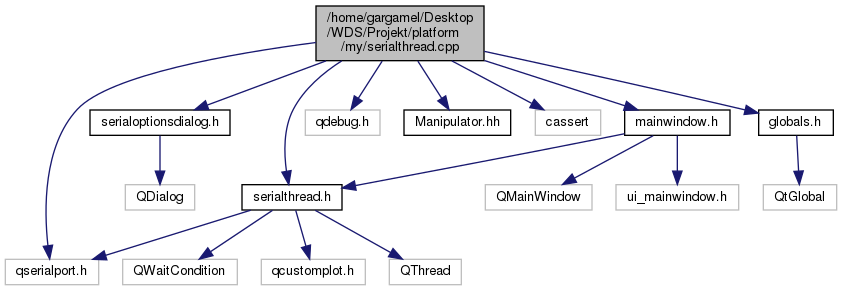 /home/gargamel/Desktop
/WDS/Projekt/platform
/my/serialthread.cpp
serialoptionsdialog.h
qdebug.h
Manipulator.hh
cassert
mainwindow.h
globals.h
QDialog
serialthread.h
QMainWindow
ui_mainwindow.h
QtGlobal
qserialport.h
QWaitCondition
qcustomplot.h
QThread